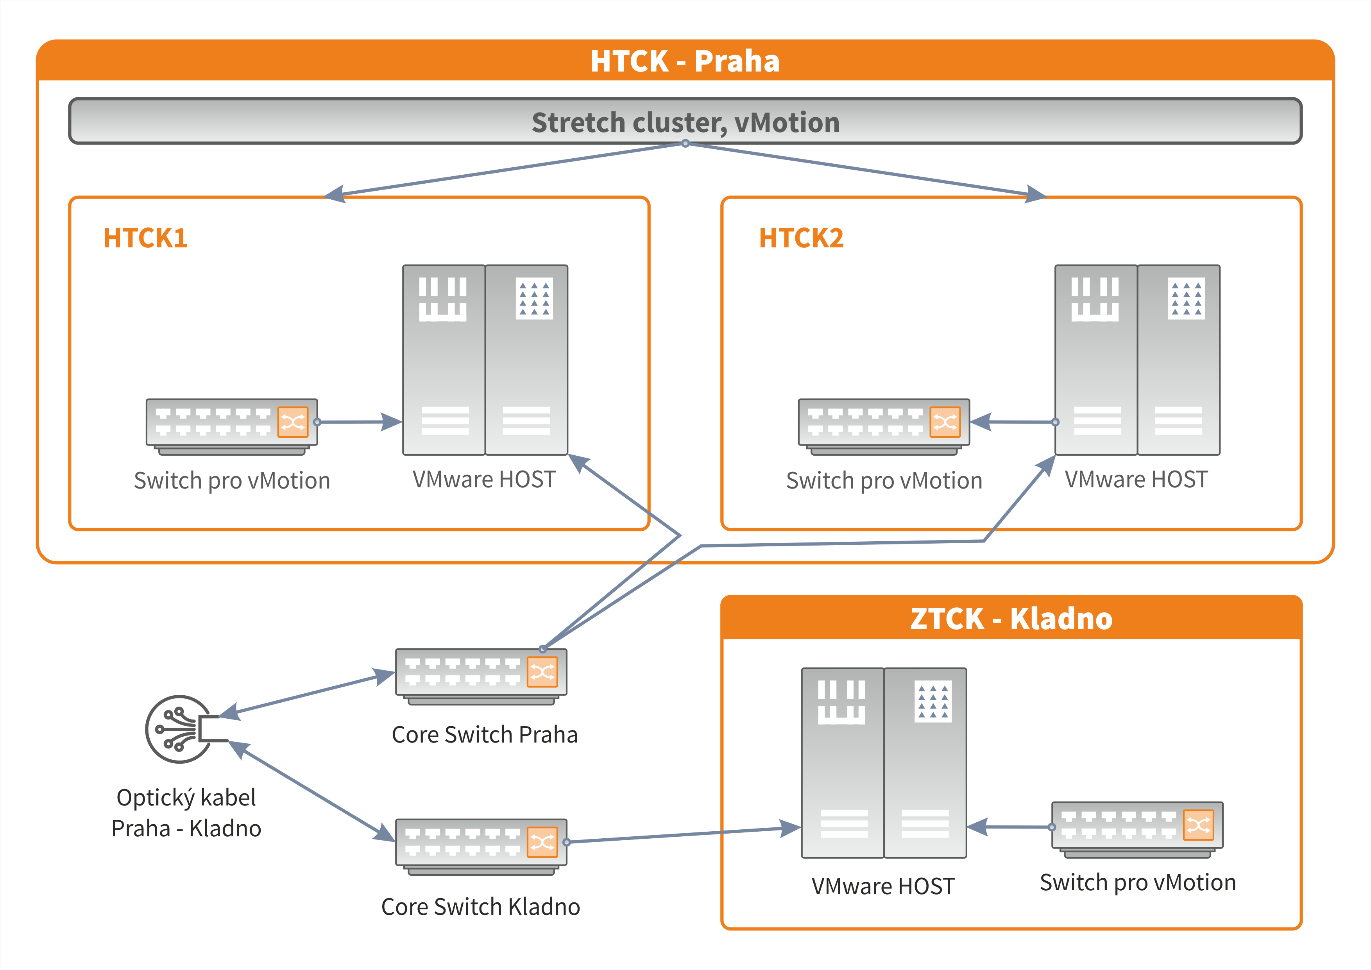 HTCK - Praha
Stretch cluster, vMotion
HTCK1
HTCK2
Switch pro vMotion
VMware HOST
Switch pro vMotion
VMware HOST
ZTCK - Kladno
Core Switch Praha
Optický kabel
Praha - Kladno
VMware HOST
Switch pro vMotion
Core Switch Kladno